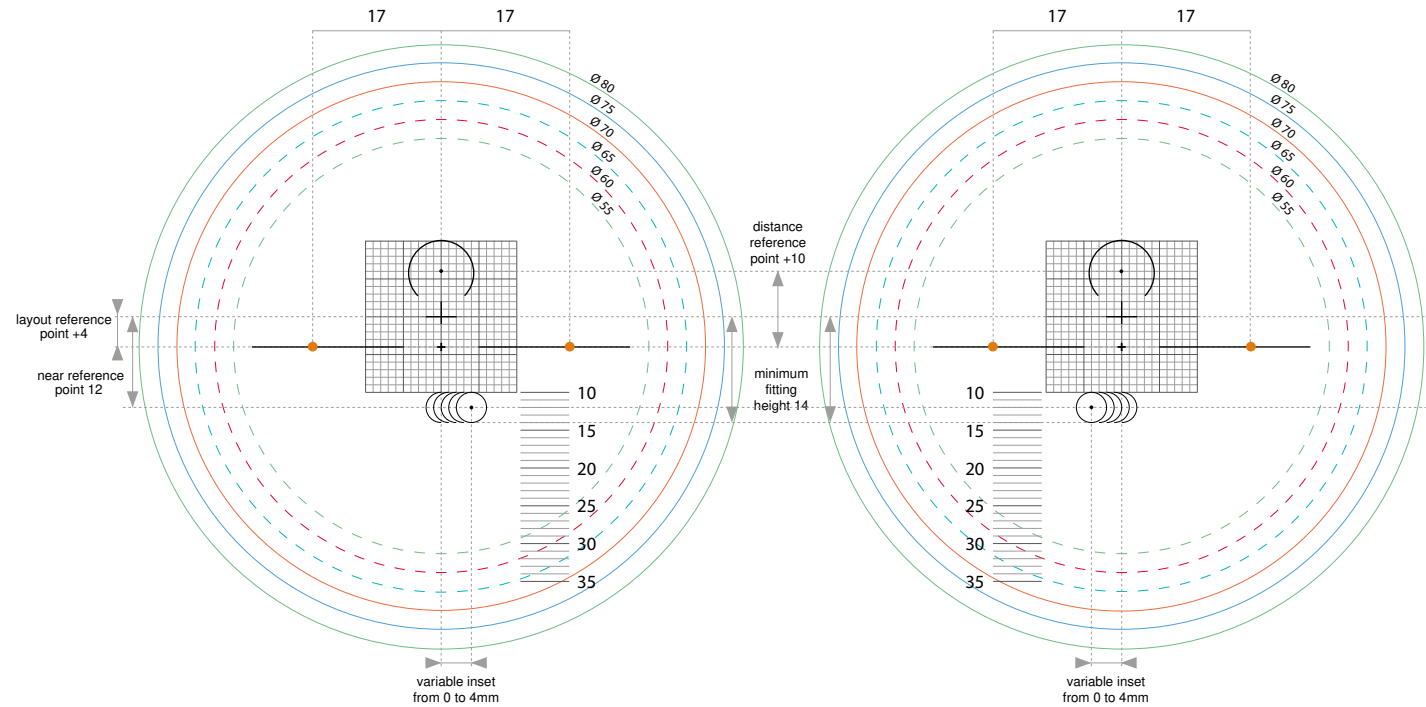 17
17
17
17
Ø 80
Ø 75
Ø 70
Ø 65
Ø 60
Ø 55
Ø 80
Ø 75
Ø 70
Ø 65
Ø 60
Ø 55
distance
reference
point +10
layout reference
point +4
near reference
point 12
minimum
fitting
height 14
10
15
20
25
30
35
10
15
20
25
30
35
variable inset
from 0 to 4mm
variable inset
from 0 to 4mm